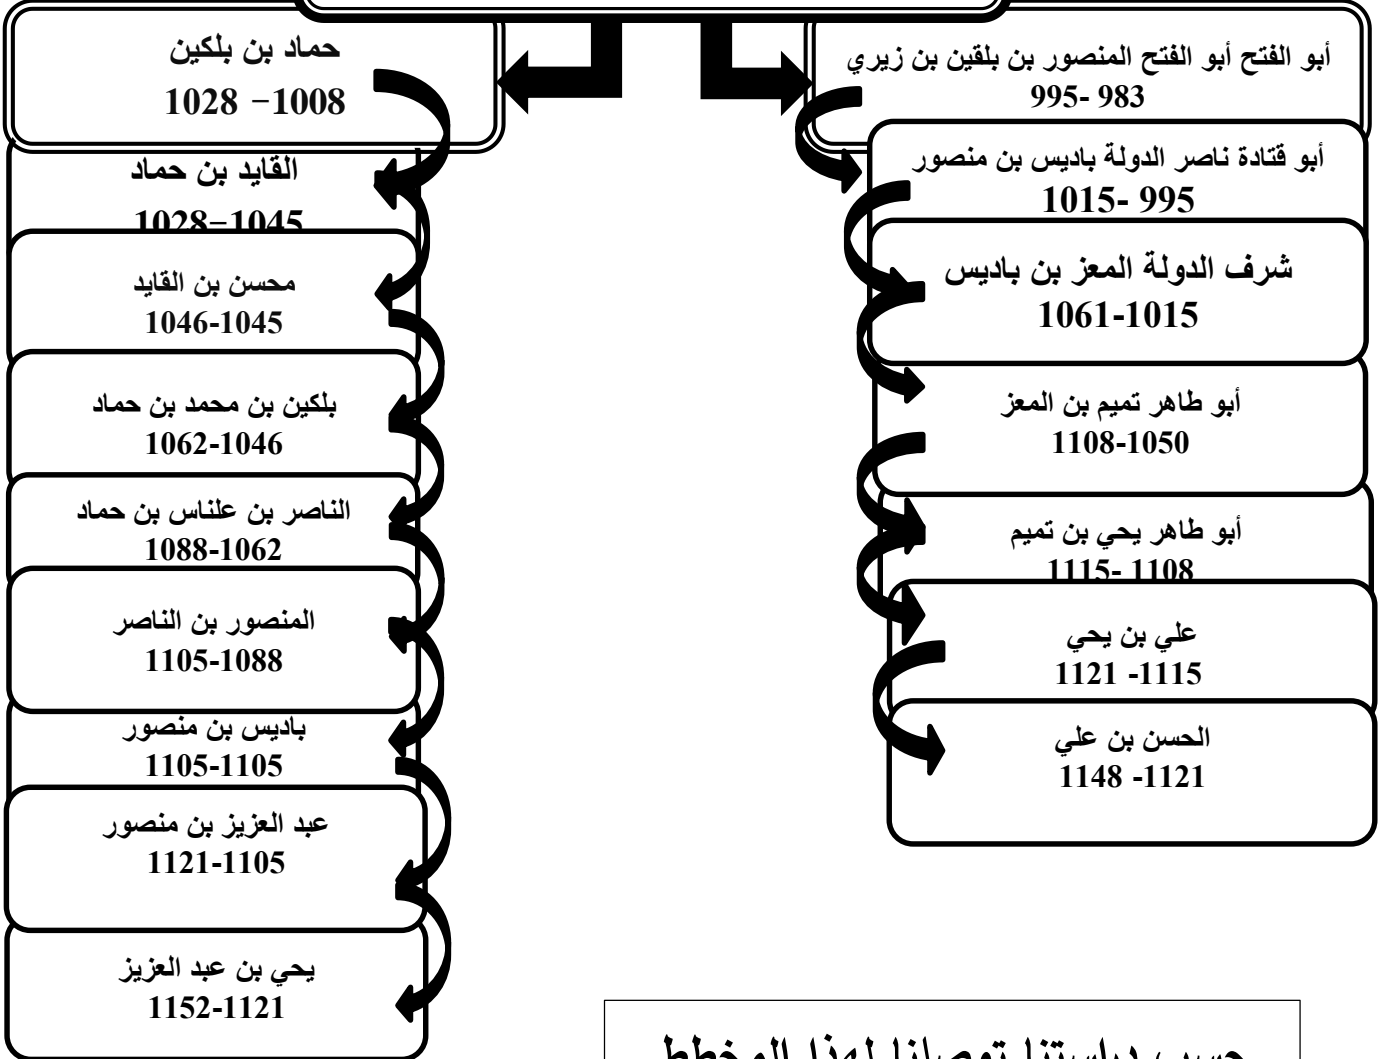 أبو الفتح أبو الفتح المنصور بن بلقين بن زيري
995- 983
أبو قتادة ناصر الدولة باديس بن منصور
1015- 995
شرف الدولة المعز بن باديس
1061-1015
أبو طاهر تميم بن المعز
1108-1050
أبو طاهر يحي بن تميم
1115- 1108
علي بن يحي
1121 -1115
الحسن بن علي
1148 -1121
حماد بن بلكين
1028 –1008
القايد بن حماد
1028–1045
محسن بن القايد
1046-1045
بلكين بن محمد بن حماد
1062-1046
الناصر بن علناس بن حماد
1088-1062
المنصور بن الناصر
1105-1088
باديس بن منصور
1105-1105
عبد العزيز بن منصور
1121-1105
يحي بن عبد العزيز
1152-1121
حسب دراستنا توصلنا لهذا المخطط